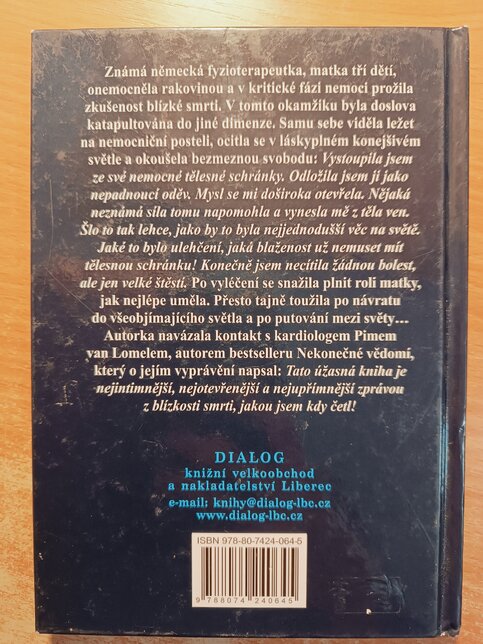 Známá německá fyzioterapeutka, matka tří dětí,
onemocněla rakovinou a v kritické fázi nemoci prožila
zkušenost blízké smrti. V tomto okamžiku byla doslova
katapultována do jiné dimenze. Samu sebe viděla ležet
na nemocniční posteli, ocitla se v láskyplném konejšivém
světle a okoušela bezmeznou svobodu: Vystoupila jsem
ze své nemocné tělesné schránky. Odložila jsem jí jako
nepadnoucí oděv. Mysl se mi doširoka otevřela. Nějaká
neznámá síla tomu napomohla a vynesla mě z těla ven.
Šlo to tak lehce, jako by to byla nejjednodušší věc na světě.
Jaké to bylo ulehčení, jaká blaženost už nemuset mít
tělesnou schránku! Konečně jsem necítila žádnou bolest,
ale jen velké štěstí. Po vyléčení se snažila plnit roli matky,
jak nejlépe uměla. Přesto tajně toužila po návratu
do všeobjímajícího světla a po putování mezi světy…
Autorka navázala kontakt s kardiologem Pimem
van Lomelem, autorem bestselleru Nekonečné vědomí,
který o jejím vyprávění napsal: Tato úžasná kniha je
nejintimnější, nejotevřenější a nejupřímnější zprávou
z blízkosti smrti, jakou jsem kdy četl!
DIALOG
knižní velkoobchod
a nakladatelství Liberec
e-mail: knihy@dialog-lbc.cz
www.dialog-lbc.cz
ISBN 978-80-7424-064-5
9 788074 240645